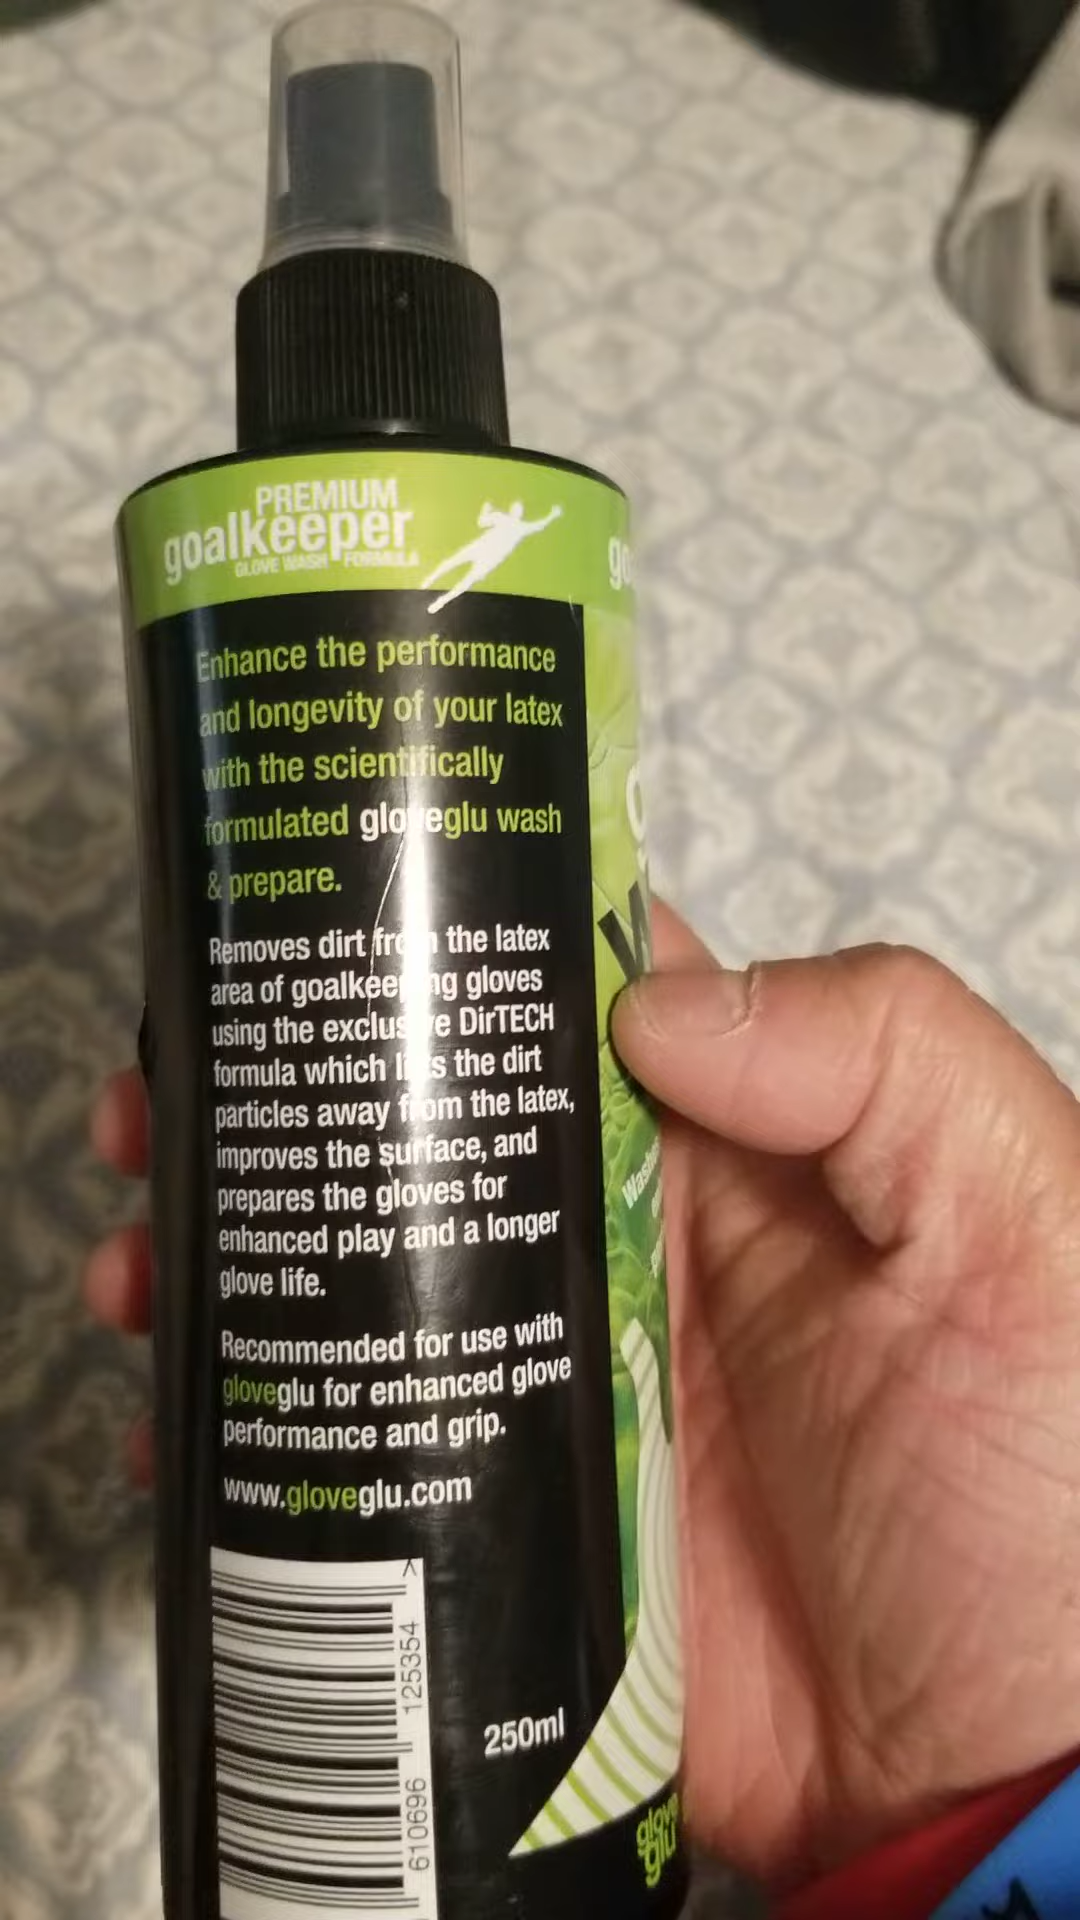 PREMIUM
goalkeeper
GLOVE WASH FORMULA
Enhance the performance
and longevity of your latex
with the scientifically
formulated gloveglu wash
& prepare.
Removes dirt from the latex
area of goalkeeping gloves
using the exclusive DirTECH
formula which lifts the dirt
particles away from the latex,
improves the surface, and
prepares the gloves for
enhanced play and a longer
glove life.
Recommended for use with
gloveglu for enhanced glove
performance and grip.
www.gloveglu.com
610696 125354 >
250ml
glove
glu